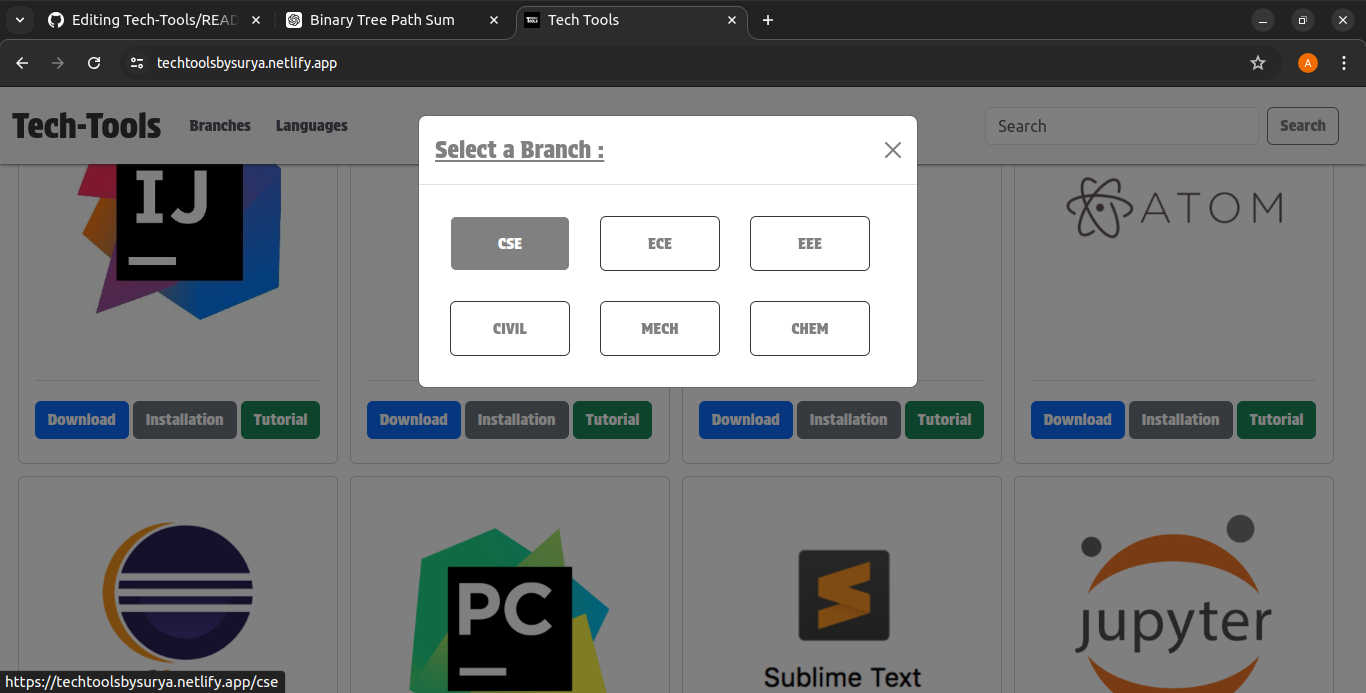 Editing Tech-Tools/READ
Binary Tree Path Sum
Tech Tools
techtoolsbysurya.netlify.app
A
Tech-Tools
Branches
Languages
Search
Search
Select a Branch :
CSE
ECE
EEE
CIVIL
MECH
CHEM
IJ
ATOM
Download Installation Tutorial
Download Installation Tutorial
Download Installation Tutorial
Download Installation Tutorial
PC
Sublime Text
jupyter
https://techtoolsbysurya.netlify.app/cse